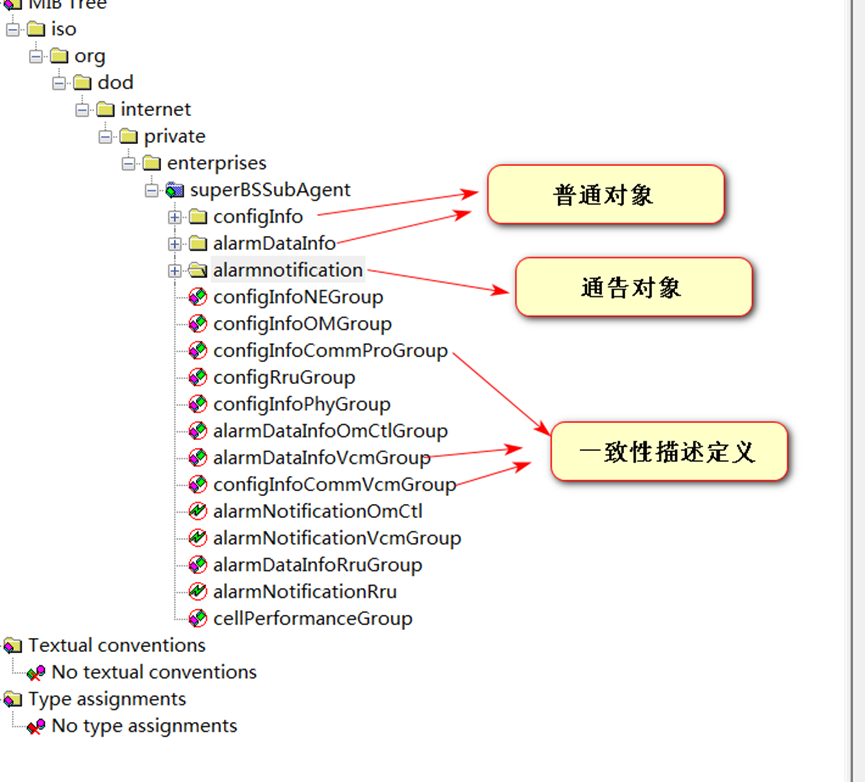 MIB Tree
iso
org
dod
internet
private
enterprises
superBSSubAgent
configInfo
普通对象
alarmDataInfo
alarmnotification
通告对象
configInfoNEGroup
configInfoOMGroup
configInfoCommProGroup
configRruGroup
configInfoPhyGroup
alarmDataInfoOmCtlGroup
alarmDataInfoVcmGroup
一致性描述定义
configInfoCommVcmGroup
alarmNotificationOmCtl
alarmNotificationVcmGroup
alarmDataInfoRruGroup
alarmNotificationRru
cellPerformanceGroup
Textual conventions
No textual conventions
Type assignments
No type assignments